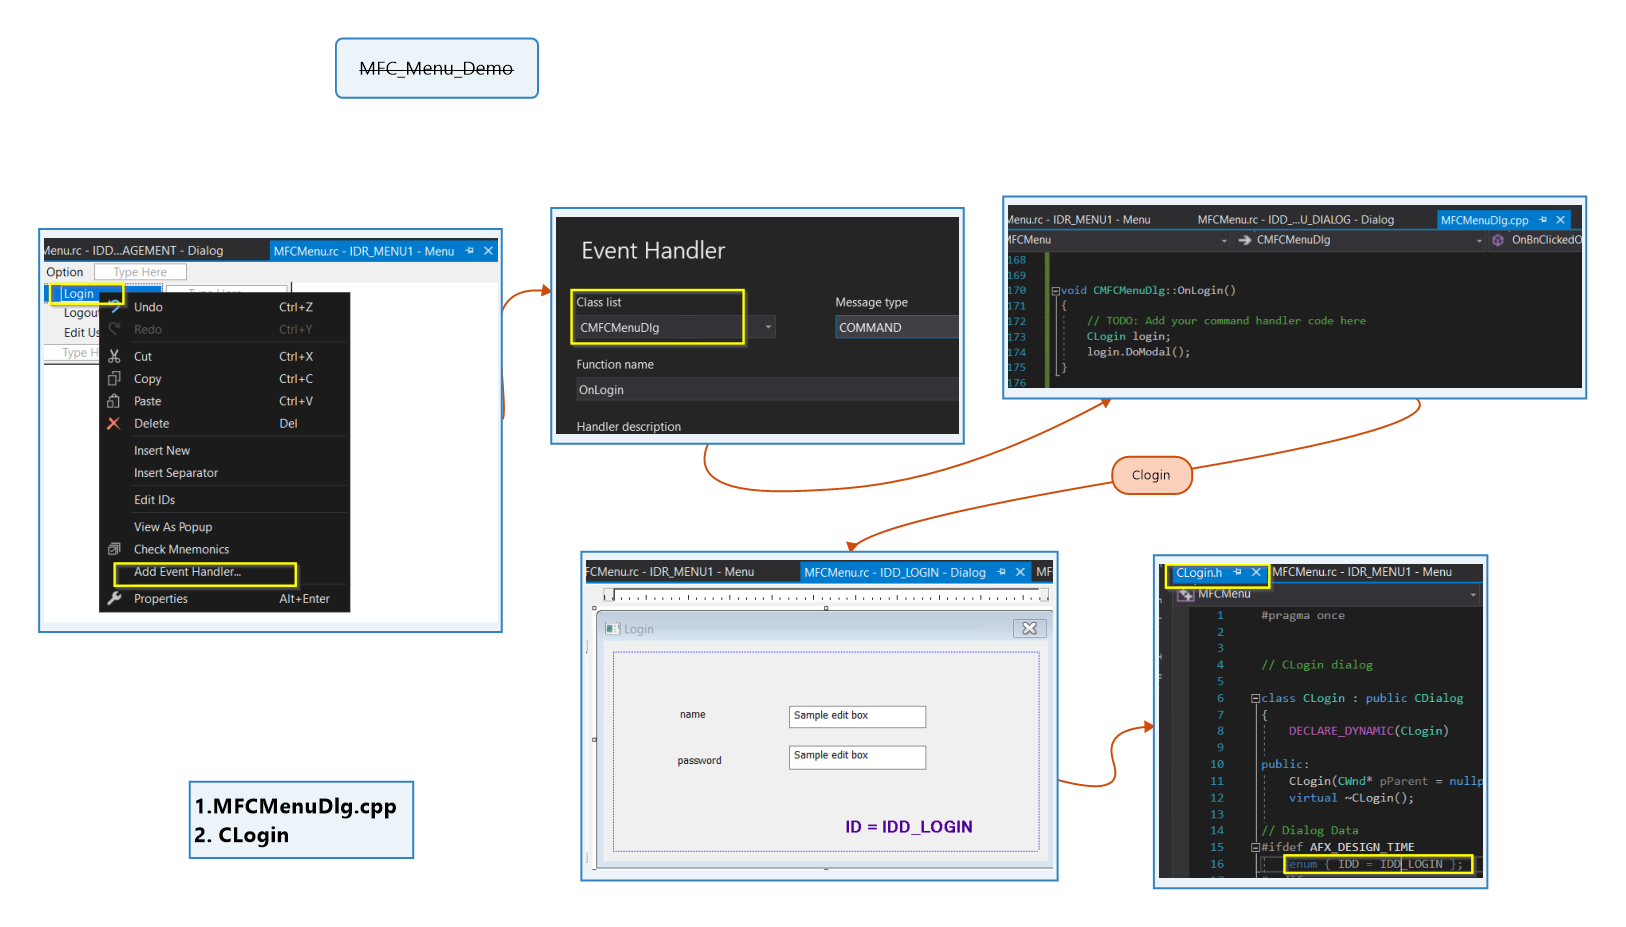 MFC_Menu_Demo
Menu.rc - IDD...AGEMENT - Dialog
MFCMenu.rc - IDR_MENU1 - Menu
Option
Type Here
Login
Type Here
Logou
Edit Us
Type H
Undo Ctrl+Z
Redo Ctrl+Y
Cut Ctrl+X
Copy Ctrl+C
Paste Ctrl+V
Delete Del
Insert New
Insert Separator
Edit IDs
View As Popup
Check Mnemonics
Add Event Handler...
Properties Alt+Enter
Event Handler
Class list
Message type
CMFCMenuDlg
COMMAND
Function name
OnLogin
Handler description
Menu.rc - IDR_MENU1 - Menu
MFCMenu.rc - IDD_...U_DIALOG - Dialog
MFCMenuDlg.cpp
MFCMenu
CMFCMenuDlg
OnBnClickedO
168
169
170 void CMFCMenuDlg::OnLogin()
171 {
172 // TODO: Add your command handler code here
173 CLogin login;
174 login.DoModal();
175 }
176
Clogin
FCMenu.rc - IDR_MENU1 - Menu
MFCMenu.rc - IDD_LOGIN - Dialog
MF
Login
name
Sample edit box
password
Sample edit box
ID = IDD_LOGIN
CLogin.h
MFCMenu.rc - IDR_MENU1 - Menu
MFCMenu
1 #pragma once
2
3
4 // CLogin dialog
5
6 class CLogin : public CDialog
7 {
8 DECLARE_DYNAMIC(CLogin)
9
10 public:
11 CLogin(CWnd* pParent = nullp
12 virtual ~CLogin();
13
14 // Dialog Data
15 #ifdef AFX_DESIGN_TIME
16 enum { IDD = IDD_LOGIN };
1.MFCMenuDlg.cpp
2. CLogin